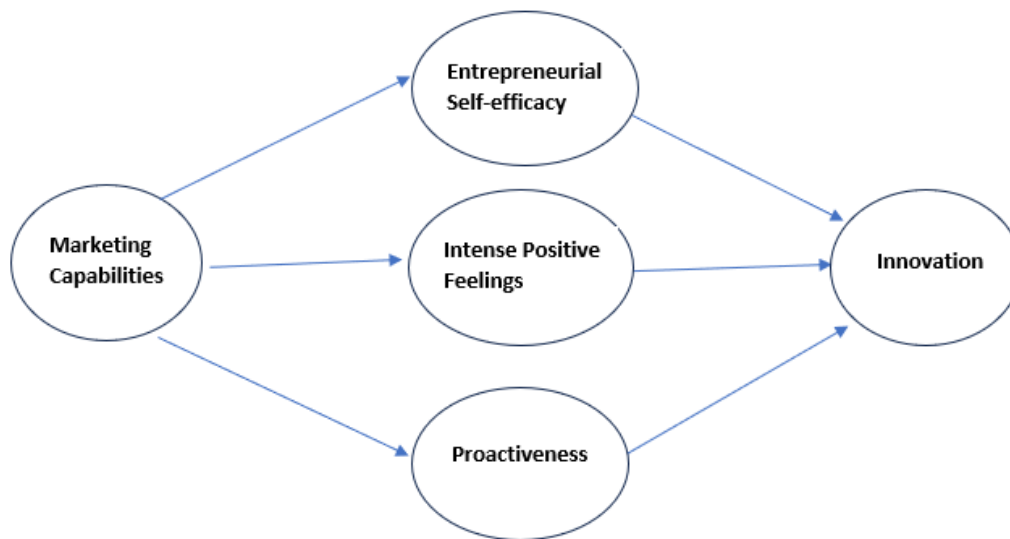 Entrepreneurial
Self-efficacy
Marketing
Capabilities
Intense Positive
Feelings
Innovation
Proactiveness